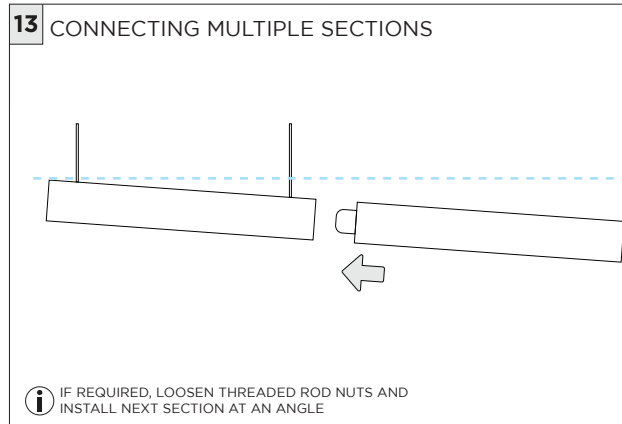 13 CONNECTING MULTIPLE SECTIONS
i IF REQUIRED, LOOSEN THREADED ROD NUTS AND
INSTALL NEXT SECTION AT AN ANGLE